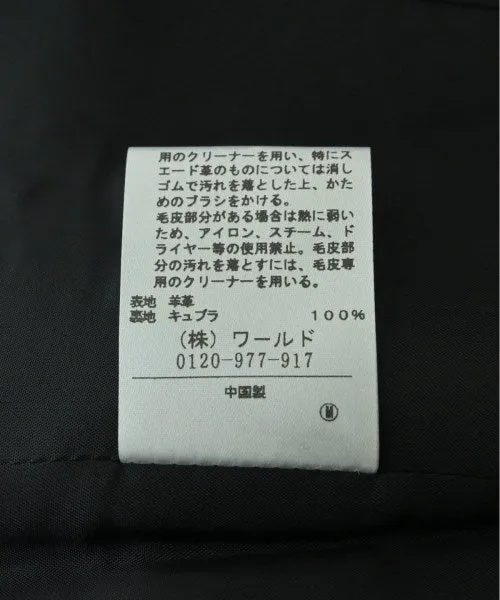 用のクリーナーを用い、特にス
エード革のものについては消し
ゴムで汚れを落とした上、かた
めのブラシをかける。
毛皮部分がある場合は熱に弱い
ため、アイロン、スチーム、ド
ライヤー等の使用禁止。毛皮部
分の汚れを落とすには、毛皮専
用のクリーナーを用いる。
表地 羊革
裏地 キュプラ 100%
(株) ワールド
0120-977-917
中国製
M